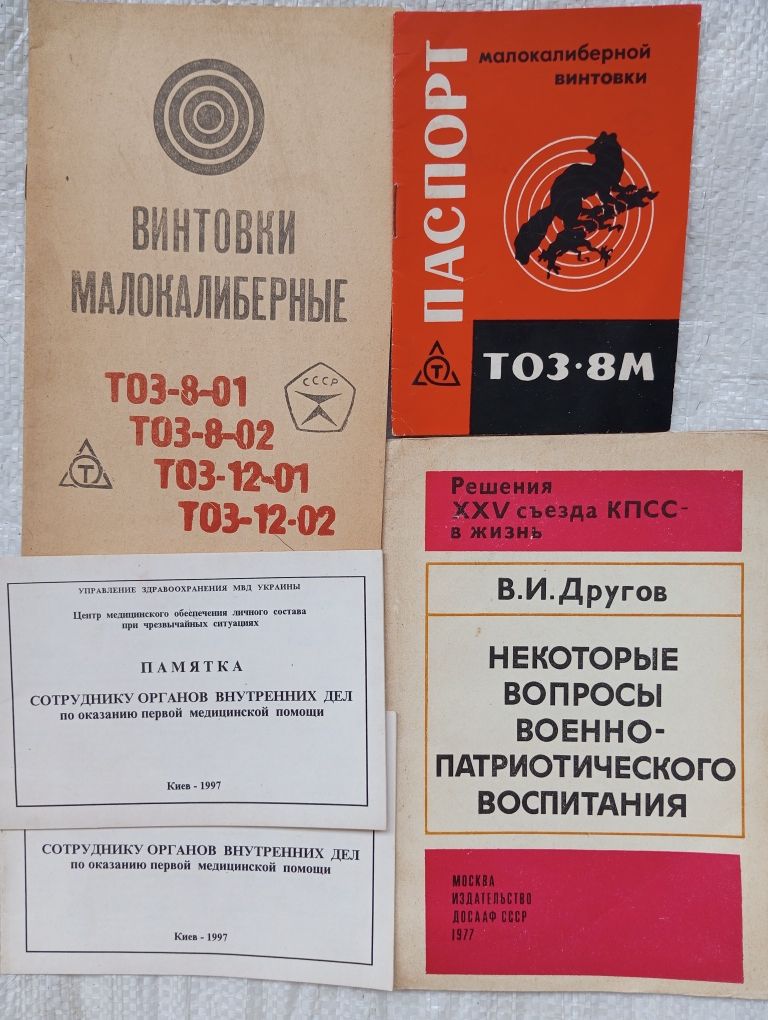 ВИНТОВКИ
МАЛОКАЛИБЕРНЫЕ
ТОЗ-8-01
ТОЗ-8-02
ТОЗ-12-01
ТОЗ-12-02
СССР
Т
ПАСПОРТ
малокалиберной
винтовки
Т
ТОЗ·8М
УПРАВЛЕНИЕ ЗДРАВООХРАНЕНИЯ МВД УКРАИНЫ
Центр медицинского обеспечения личного состава
при чрезвычайных ситуациях
ПАМЯТКА
СОТРУДНИКУ ОРГАНОВ ВНУТРЕННИХ ДЕЛ
по оказанию первой медицинской помощи
Киев - 1997
СОТРУДНИКУ ОРГАНОВ ВНУТРЕННИХ ДЕЛ
по оказанию первой медицинской помощи
Киев - 1997
Решения
XXV съезда КПСС-
в жизнь
В.И.Другов
НЕКОТОРЫЕ
ВОПРОСЫ
ВОЕННО-
ПАТРИОТИЧЕСКОГО
ВОСПИТАНИЯ
МОСКВА
ИЗДАТЕЛЬСТВО
ДОСААФ СССР
1977